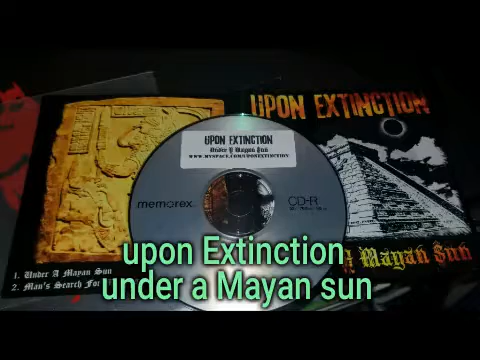 UPON EXTINCTION
UPON EXTINCTION
Under A Mayan Sun
WWW.MYSPACE.COM/UPONEXTINCTION
memorex
CD-R
Mayan Sun
1. Under A Mayan Sun
2. Man's Search For
upon Extinction
under a Mayan sun